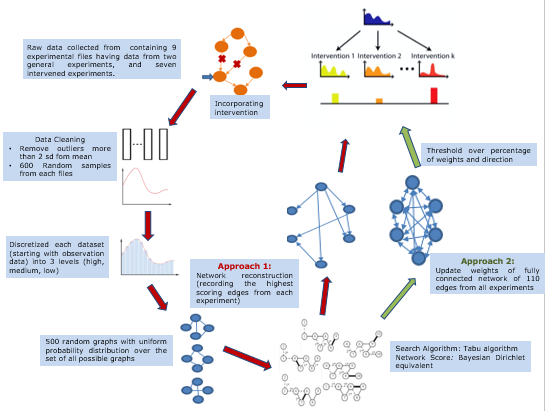 Raw data collected from containing 9
experimental files having data from two
general experiments, and seven
intervened experiments.
Incorporating
intervention
Intervention 1
Intervention 2
Intervention k
Data Cleaning
• Remove outliers more
than 2 sd fom mean
• 600 Random samples
from each files
Threshold over percentage
of weights and direction
Discretized each dataset
(starting with observation
data) into 3 levels (high,
medium, low)
Approach 1:
Network reconstruction
(recording the highest
scoring edges from each
experiment)
Approach 2:
Update weights of fully
connected network of 110
edges from all experiments
500 random graphs with uniform
probability distribution over the
set of all possible graphs
Search Algorithm: Tabu algorithm
Network Score: Bayesian Dirichlet
equivalent